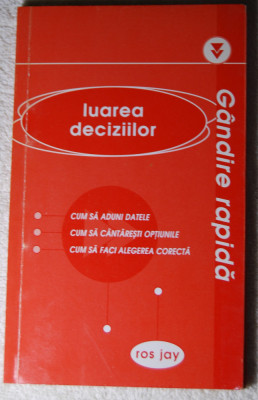 luarea
deciziilor
Gândire rapidă
CUM SĂ ADUNI DATELE
CUM SĂ CÂNTĂREȘTI OPȚIUNILE
CUM SĂ FACI ALEGEREA CORECTĂ
ros jay